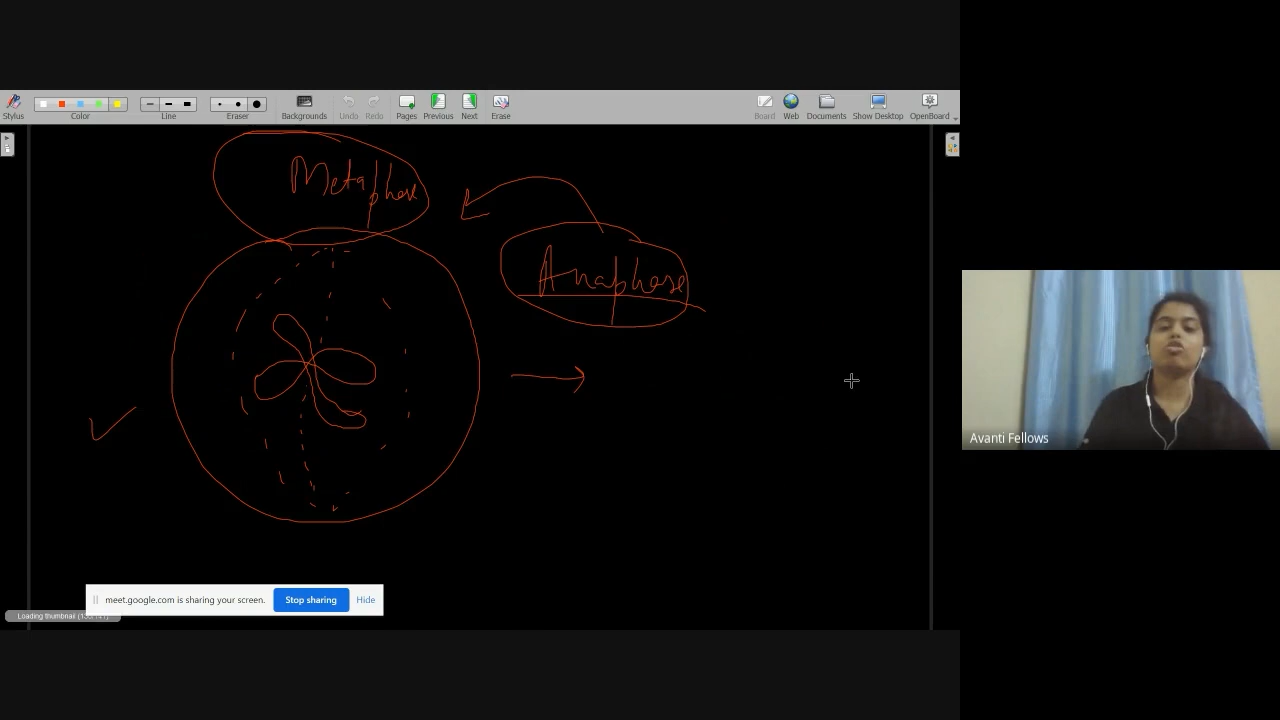 Stylus
Color
Line
Eraser
Backgrounds
Undo
Redo
Pages
Previous
Next
Erase
Board
Web
Documents
Show Desktop
OpenBoard
Metaphase
Anaphase
Avanti Fellows
meet.google.com is sharing your screen.
Stop sharing
Hide